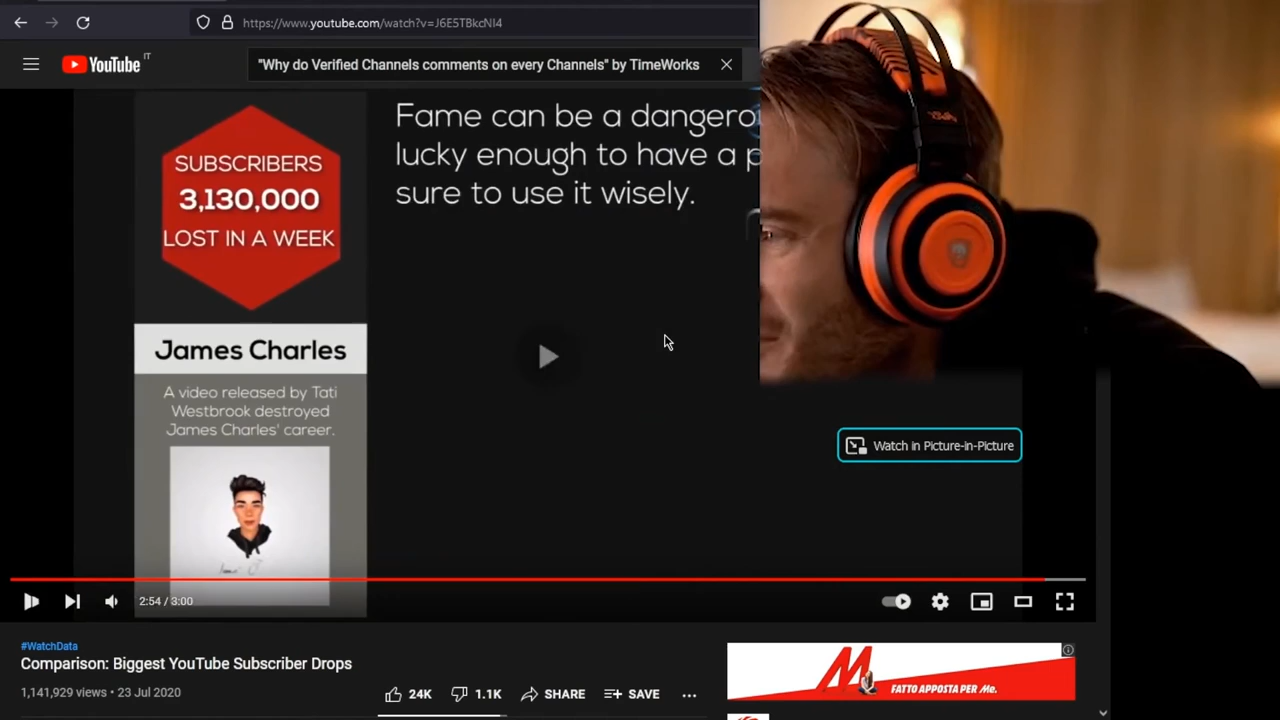 https://www.youtube.com/watch?v=J6E5TBkcNI4
YouTube IT
"Why do Verified Channels comments on every Channels" by TimeWorks
SUBSCRIBERS
3,130,000
LOST IN A WEEK
Fame can be a
lucky enough to have a
sure to use it wisely.
James Charles
A video released by Tati
Westbrook destroyed
James Charles' career.
Watch in Picture-in-Picture
2:54 / 3:00
#WatchData
Comparison: Biggest YouTube Subscriber Drops
1,141,929 views • 23 Jul 2020
24K
1.1K
SHARE
SAVE
M
FATTO APPOSTA PER Me.